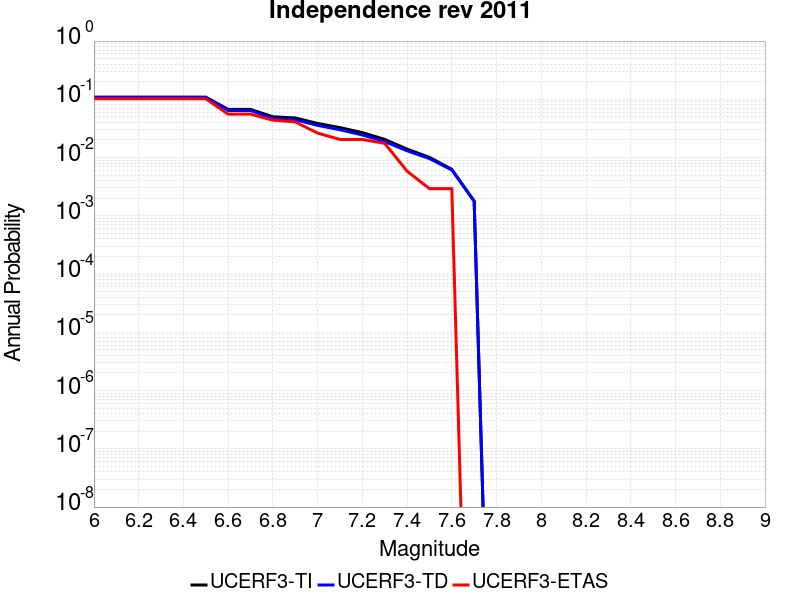 Independence rev 2011
10^0
10^-1
10^-2
10^-3
10^-4
10^-5
10^-6
10^-7
10^-8
Annual Probability
6 6.2 6.4 6.6 6.8 7 7.2 7.4 7.6 7.8 8 8.2 8.4 8.6 8.8 9
Magnitude
UCERF3-TI UCERF3-TD UCERF3-ETAS